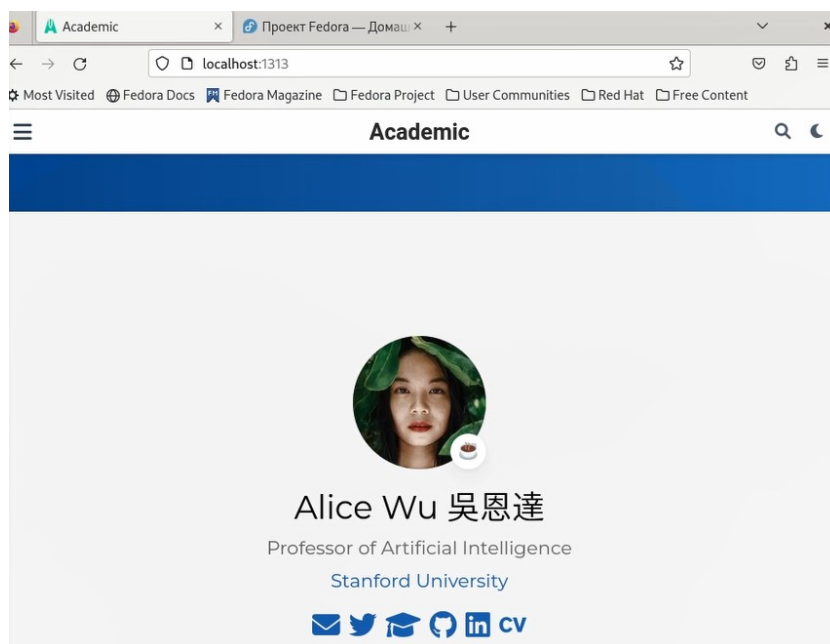 Academic
Проект Fedora — Домаш
localhost:1313
Most Visited Fedora Docs Fedora Magazine Fedora Project User Communities Red Hat Free Content
Academic
Alice Wu 吳恩達
Professor of Artificial Intelligence
Stanford University
CV